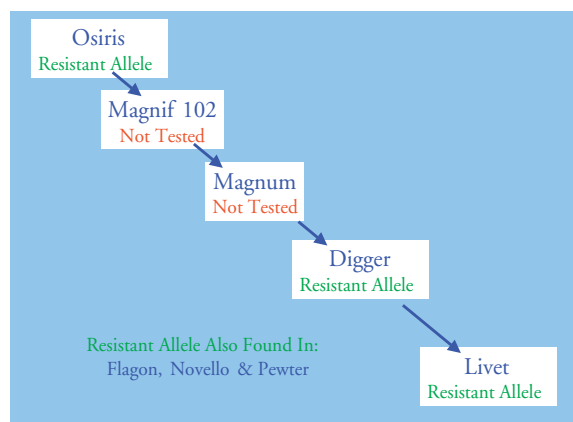 Osiris
Resistant Allele
Magnif 102
Not Tested
Magnum
Not Tested
Digger
Resistant Allele
Resistant Allele Also Found In:
Flagon, Novello & Pewter
Livet
Resistant Allele